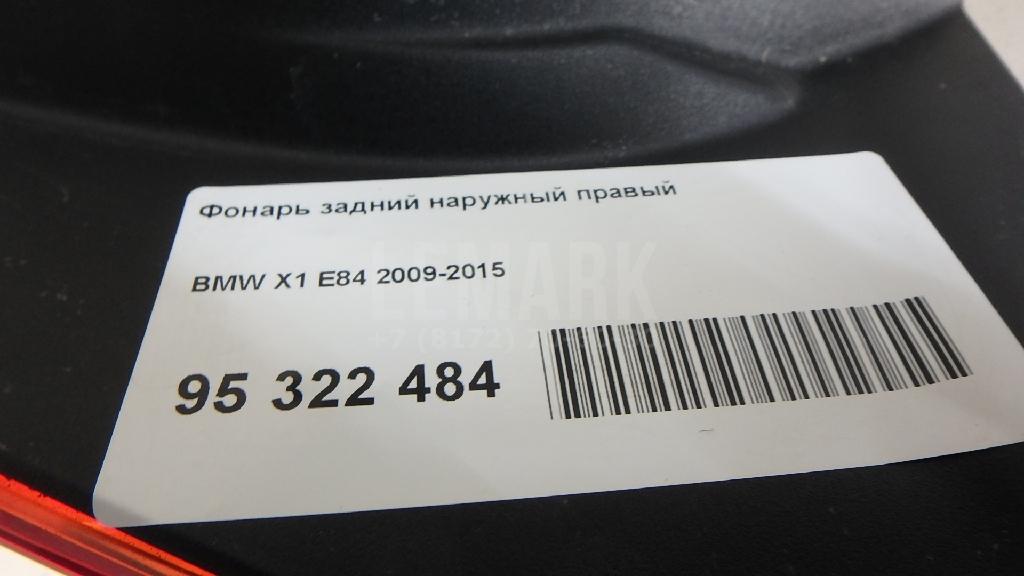 Фонарь задний наружный правый
BMW X1 E84 2009-2015
LEMARK
95 322 484